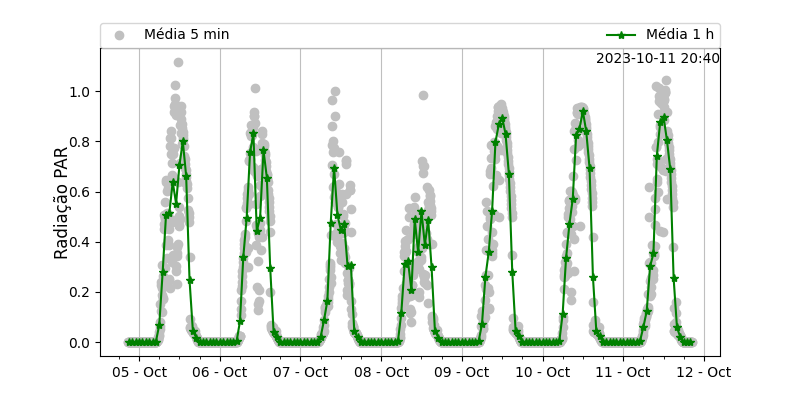 Média 5 min
Média 1 h
2023-10-11 20:40
Radiação PAR
1.0
0.8
0.6
0.4
0.2
0.0
05 - Oct
06 - Oct
07 - Oct
08 - Oct
09 - Oct
10 - Oct
11 - Oct
12 - Oct